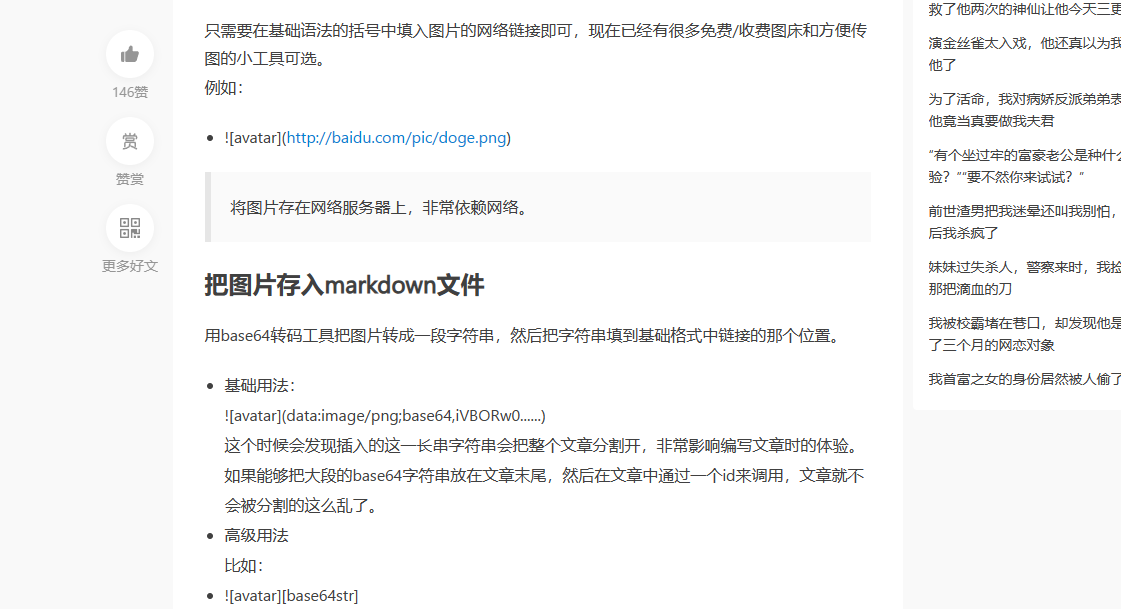 146赞
赏
赞赏
更多好文
只需要在基础语法的括号中填入图片的网络链接即可，现在已经有很多免费/收费图床和方便传
图的小工具可选。
例如：
![avatar](http://baidu.com/pic/doge.png)
将图片存在网络服务器上，非常依赖网络。
把图片存入markdown文件
用base64转码工具把图片转成一段字符串，然后把字符串填到基础格式中链接的那个位置。
基础用法：
![avatar](data:image/png;base64,iVBORw0......)
这个时候会发现插入的这一长串字符串会把整个文章分割开，非常影响编写文章时的体验。
如果能够把大段的base64字符串放在文章末尾，然后在文章中通过一个id来调用，文章就不
会被分割的这么乱了。
高级用法
比如：
![avatar][base64str]
救了他两次的神仙让他今天三更
演金丝雀太入戏，他还真以为我
他了
为了活命，我对病娇反派弟弟表
他竟当真要做我夫君
“有个坐过牢的富豪老公是种什么
验？”“要不然你来试试？”
前世渣男把我迷晕还叫我别怕，
后我杀疯了
妹妹过失杀人，警察来时，我捡
那把滴血的刀
我被校霸堵在巷口，却发现他是
了三个月的网恋对象
我首富之女的身份居然被人偷了